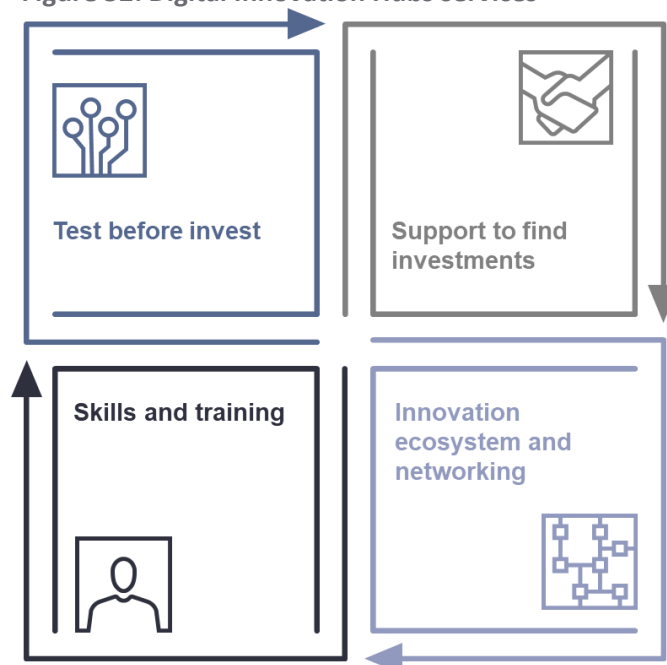 Test before invest
Support to find
investments
Skills and training
Innovation
ecosystem and
networking